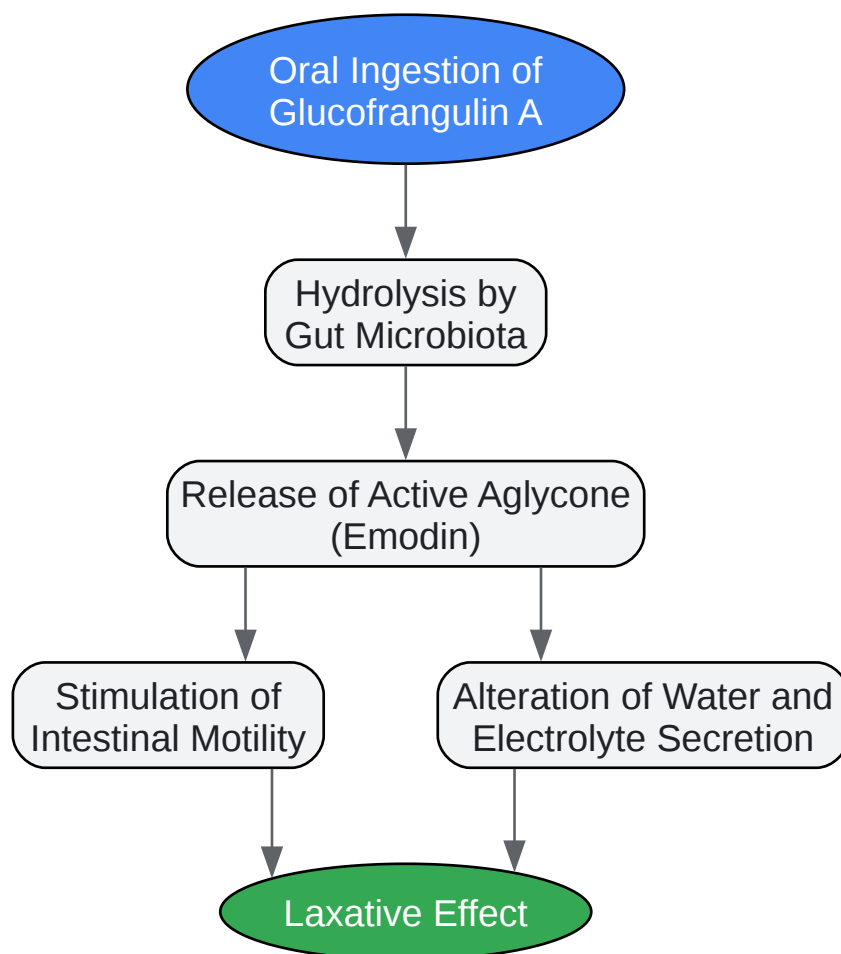 Oral Ingestion of
Glucofrangulin A
Hydrolysis by
Gut Microbiota
Release of Active Aglycone
(Emodin)
Stimulation of
Intestinal Motility
Alteration of Water and
Electrolyte Secretion
Laxative Effect